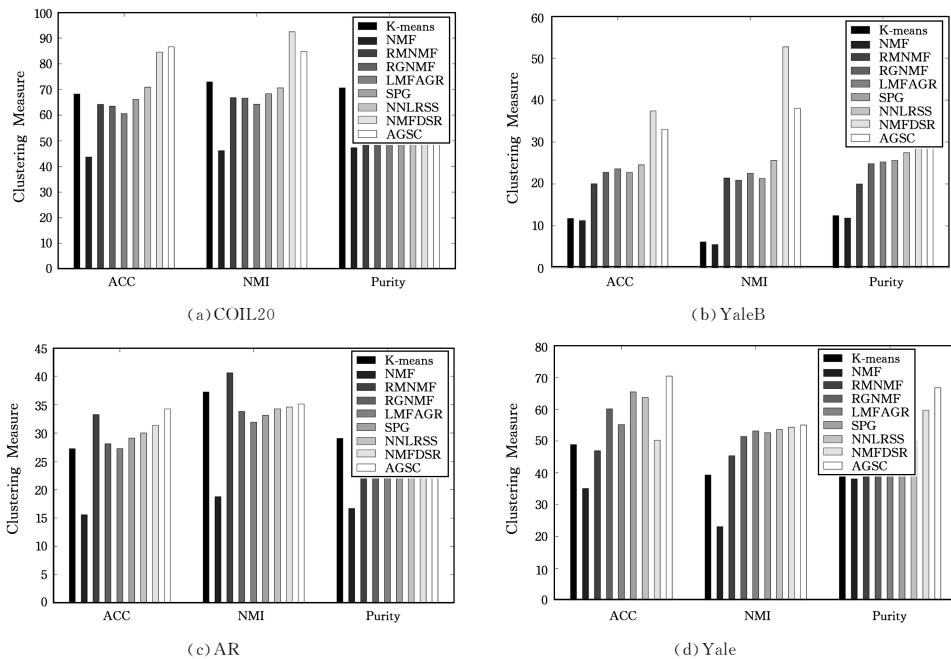 100
90
80
70
60
50
40
30
20
10
0
Clustering Measure
K-means
NMF
RMNMF
RGNMF
LMFAGR
SPG
NNLRSS
NMFDSR
AGSC
ACC NMI Purity
(a)COIL20
60
50
40
30
20
10
0
Clustering Measure
K-means
NMF
RMNMF
RGNMF
LMFAGR
SPG
NNLRSS
NMFDSR
AGSC
ACC NMI Purity
(b)YaleB
45
40
35
30
25
20
15
10
5
0
Clustering Measure
K-means
NMF
RMNMF
RGNMF
LMFAGR
SPG
NNLRSS
NMFDSR
AGSC
ACC NMI Purity
(c)AR
80
70
60
50
40
30
20
10
0
Clustering Measure
K-means
NMF
RMNMF
RGNMF
LMFAGR
SPG
NNLRSS
NMFDSR
AGSC
ACC NMI Purity
(d)Yale